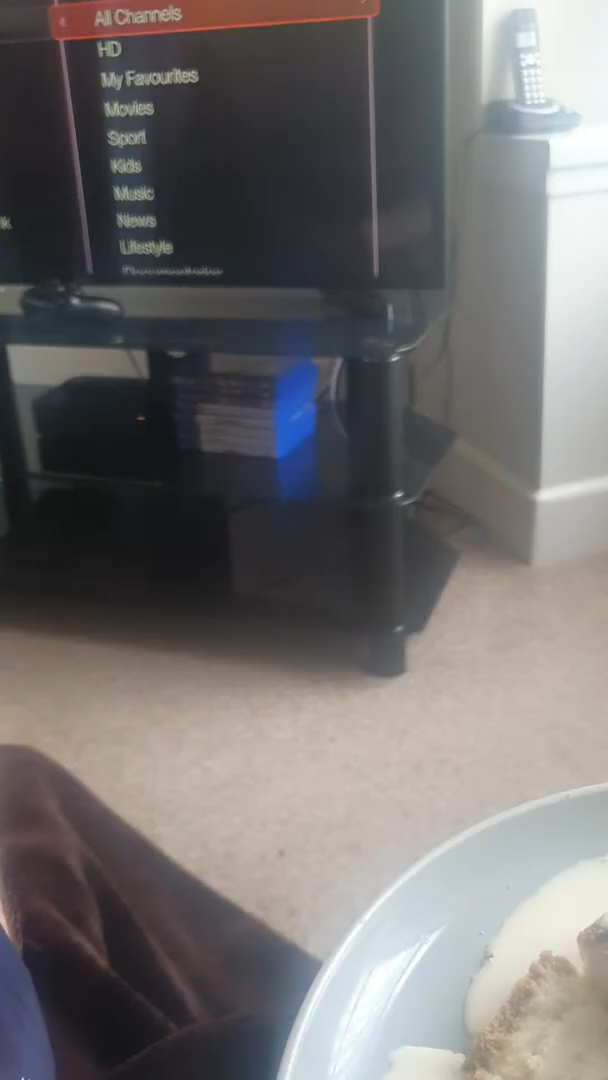 All Channels
HD
My Favourites
Movies
Sport
Kids
Music
News
Lifestyle